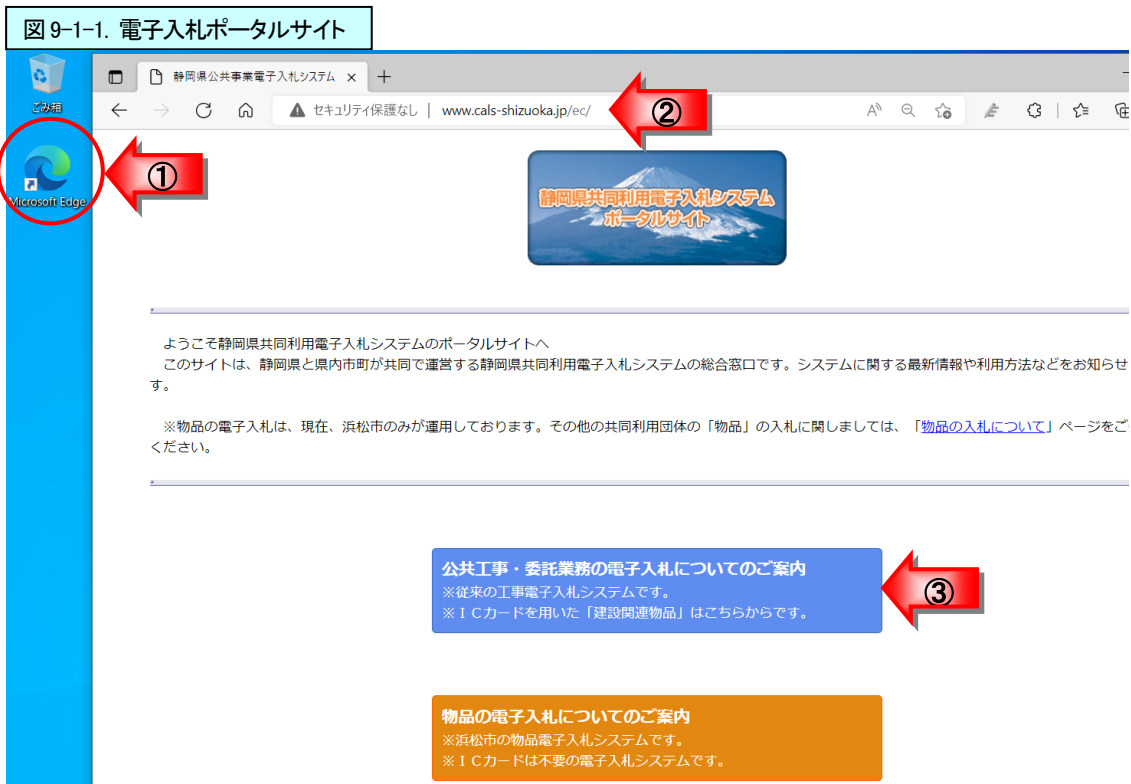 図 9-1-1. 電子入札ポータルサイト
ごみ箱
静岡県公共事業電子入札システム
セキュリティ保護なし | www.cals-shizuoka.jp/ec/
②
Microsoft Edge
①
静岡県共同利用電子入札システム
ポータルサイト
ようこそ静岡県共同利用電子入札システムのポータルサイトへ
このサイトは、静岡県と県内市町が共同で運営する静岡県共同利用電子入札システムの総合窓口です。システムに関する最新情報や利用方法などをお知らせ
す。
※物品の電子入札は、現在、浜松市のみが運用しております。その他の共同利用団体の「物品」の入札に関しましては、「物品の入札について」ページをご
ください。
公共工事・委託業務の電子入札についてのご案内
※従来の工事電子入札システムです。
※ＩＣカードを用いた「建設関連物品」はこちらからです。
③
物品の電子入札についてのご案内
※浜松市の物品電子入札システムです。
※ＩＣカードは不要の電子入札システムです。